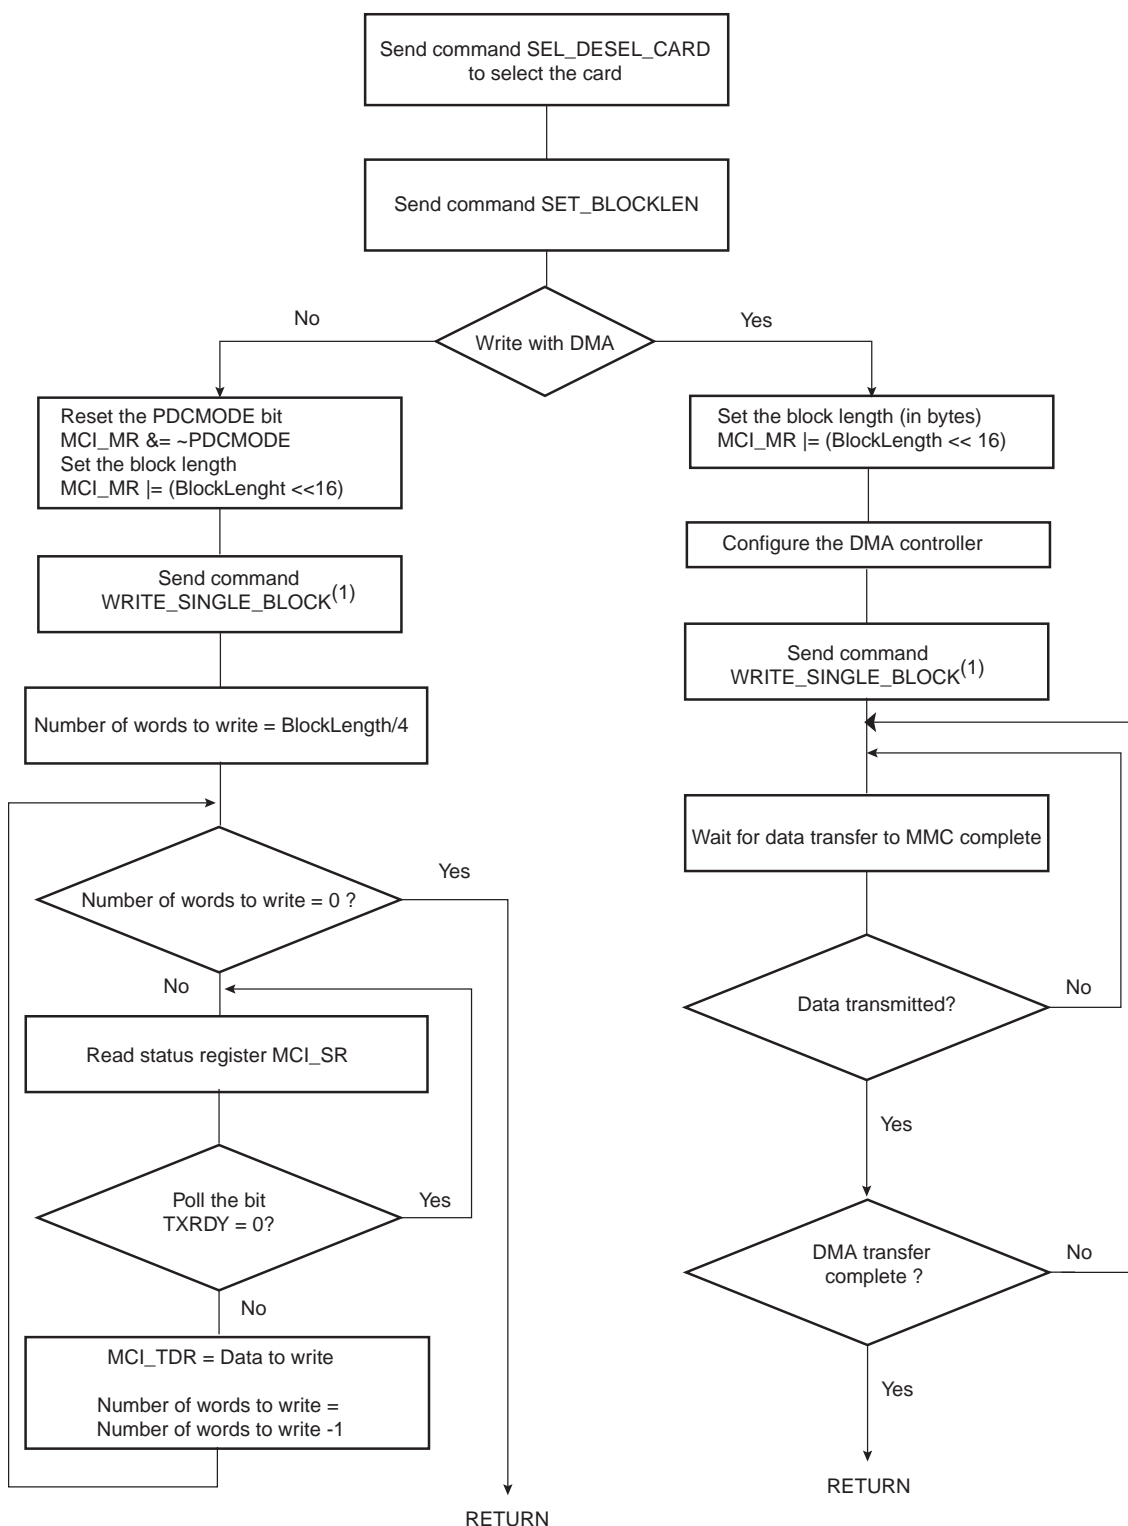 Send command SEL_DESEL_CARD
to select the card
Send command SET_BLOCKLEN
No
Write with DMA
Yes
Reset the PDCMODE bit
MCI_MR &= ~PDCMODE
Set the block length
MCI_MR |= (BlockLenght <<16)
Send command
WRITE_SINGLE_BLOCK(1)
Number of words to write = BlockLength/4
Number of words to write = 0 ?
Yes
No
Read status register MCI_SR
Poll the bit
TXRDY = 0?
Yes
No
MCI_TDR = Data to write
Number of words to write =
Number of words to write -1
RETURN
Set the block length (in bytes)
MCI_MR |= (BlockLength << 16)
Configure the DMA controller
Send command
WRITE_SINGLE_BLOCK(1)
Wait for data transfer to MMC complete
Data transmitted?
No
Yes
DMA transfer
complete ?
No
Yes
RETURN